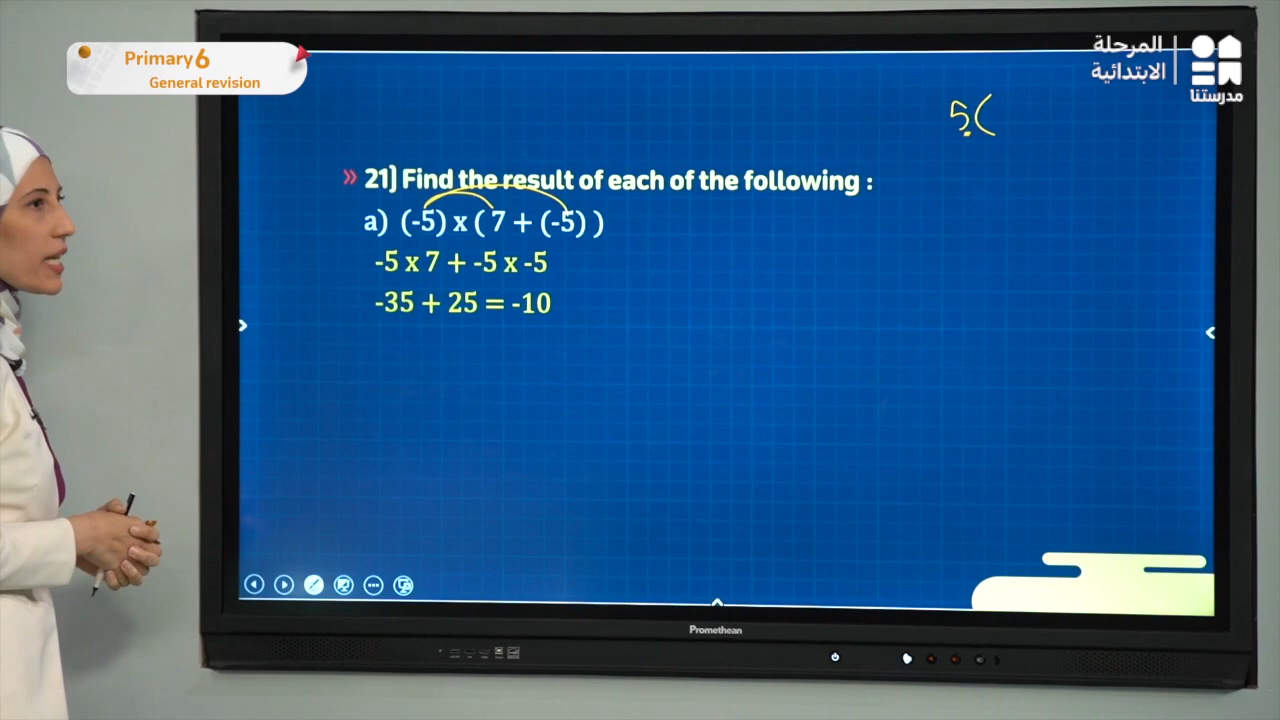 Primary 6
General revision
المرحلة
الابتدائية
مدرستنا
5(
» 21] Find the result of each of the following :
a) (-5) x ( 7 + (-5) )
-5 x 7 + -5 x -5
-35 + 25 = -10
Promethean